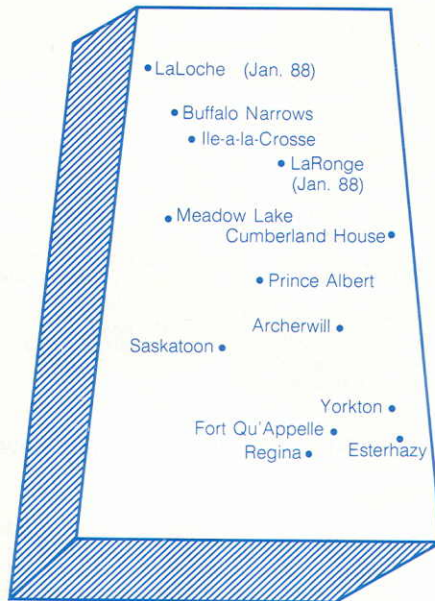 LaLoche (Jan. 88)
Buffalo Narrows
Ile-a-la-Crosse
LaRonge
(Jan. 88)
Meadow Lake
Cumberland House
Prince Albert
Archerwill
Saskatoon
Yorkton
Fort Qu'Appelle
Esterhazy
Regina